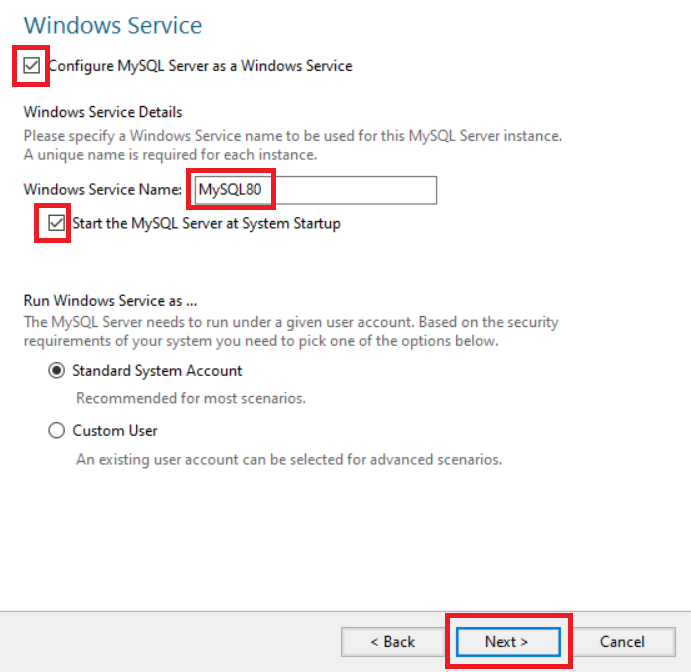 Windows Service
Configure MySQL Server as a Windows Service
Windows Service Details
Please specify a Windows Service name to be used for this MySQL Server instance.
A unique name is required for each instance.
Windows Service Name: MySQL80
Start the MySQL Server at System Startup
Run Windows Service as ...
The MySQL Server needs to run under a given user account. Based on the security
requirements of your system you need to pick one of the options below.
Standard System Account
Recommended for most scenarios.
Custom User
An existing user account can be selected for advanced scenarios.
< Back Next > Cancel